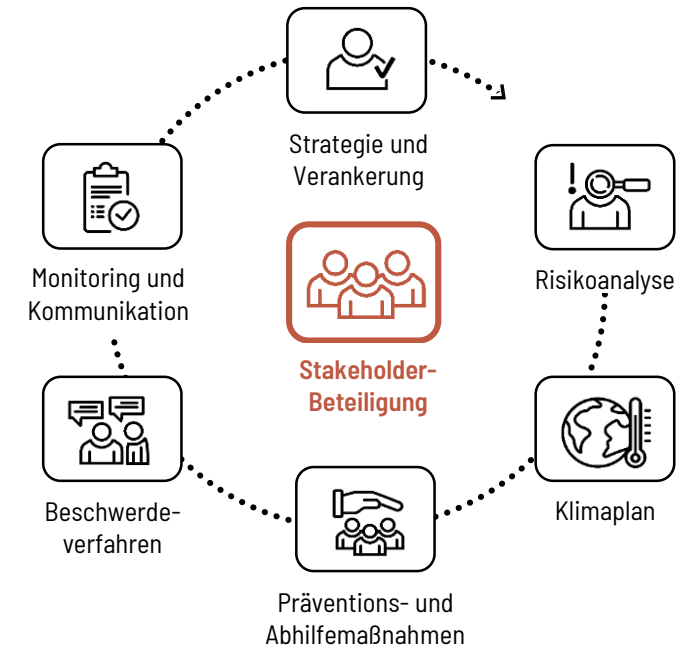 Strategie und
Verankerung
Risikoanalyse
Klimaplan
Präventions- und
Abhilfemaßnahmen
Beschwerde-
verfahren
Monitoring und
Kommunikation
Stakeholder-
Beteiligung